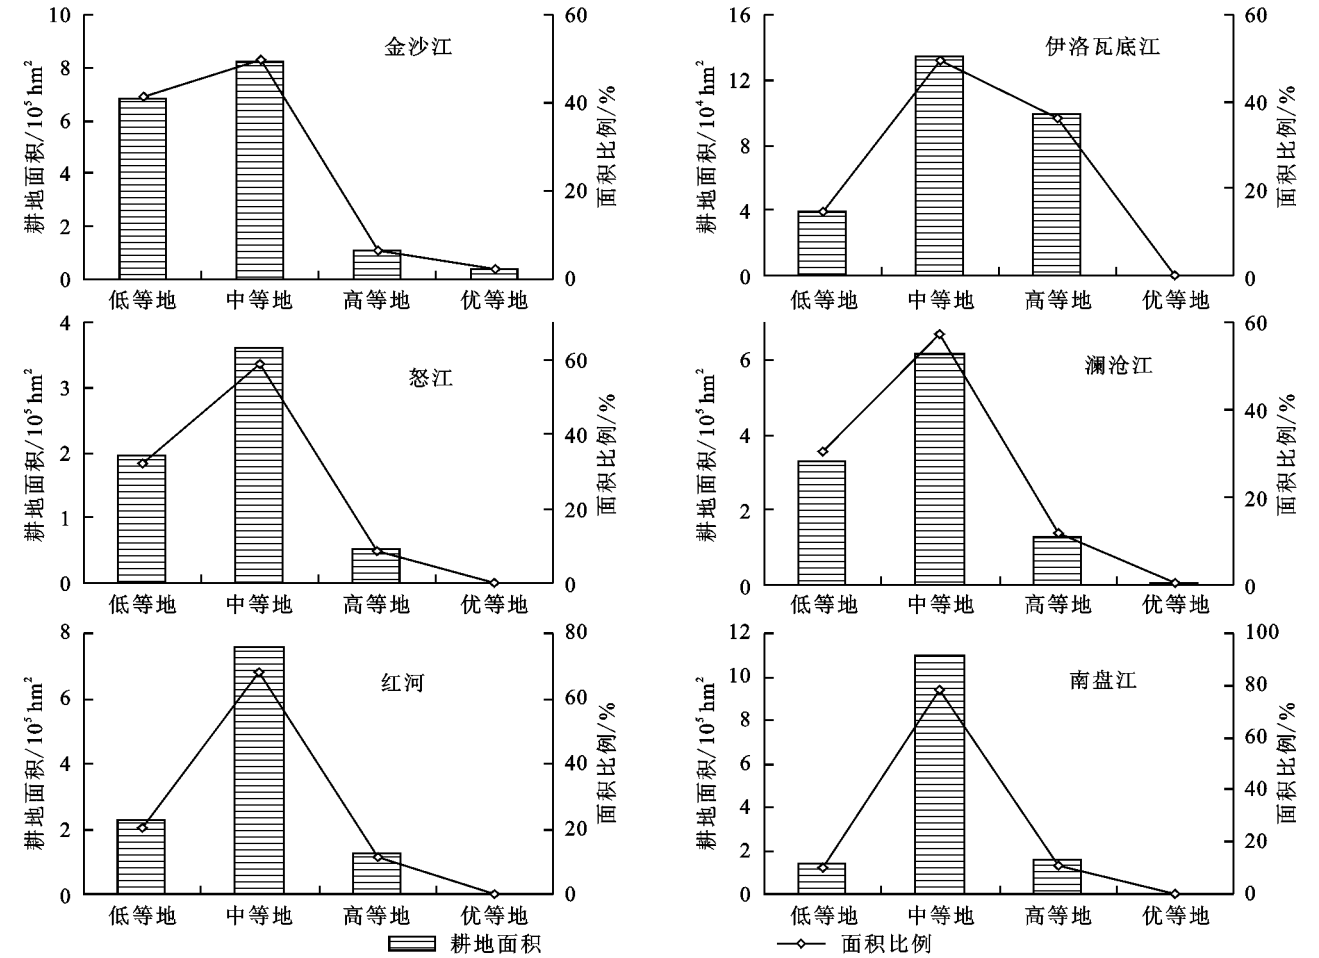 金沙江
耕地面积/10⁵ hm²
10
8
6
4
2
0
面积比例/%
60
40
20
0
低等地 中等地 高等地 优等地
伊洛瓦底江
耕地面积/10⁴ hm²
16
12
8
4
0
面积比例/%
60
40
20
0
低等地 中等地 高等地 优等地
怒江
耕地面积/10⁵ hm²
4
3
2
1
0
面积比例/%
60
40
20
0
低等地 中等地 高等地 优等地
澜沧江
耕地面积/10⁵ hm²
6
4
2
0
面积比例/%
60
40
20
0
低等地 中等地 高等地 优等地
红河
耕地面积/10⁵ hm²
8
6
4
2
0
面积比例/%
80
60
40
20
0
低等地 中等地 高等地 优等地
南盘江
耕地面积/10⁵ hm²
12
10
8
6
4
2
0
面积比例/%
100
80
60
40
20
0
低等地 中等地 高等地 优等地
耕地面积 面积比例